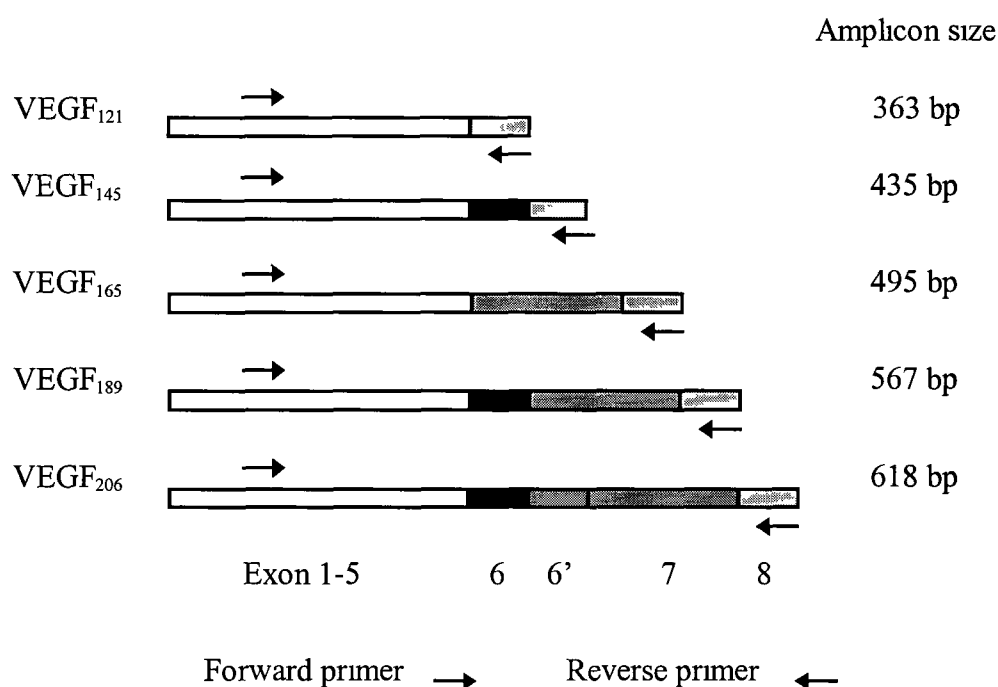 Amplicon size
VEGF121 363 bp
VEGF145 435 bp
VEGF165 495 bp
VEGF189 567 bp
VEGF206 618 bp
Exon 1-5 6 6’ 7 8
Forward primer Reverse primer